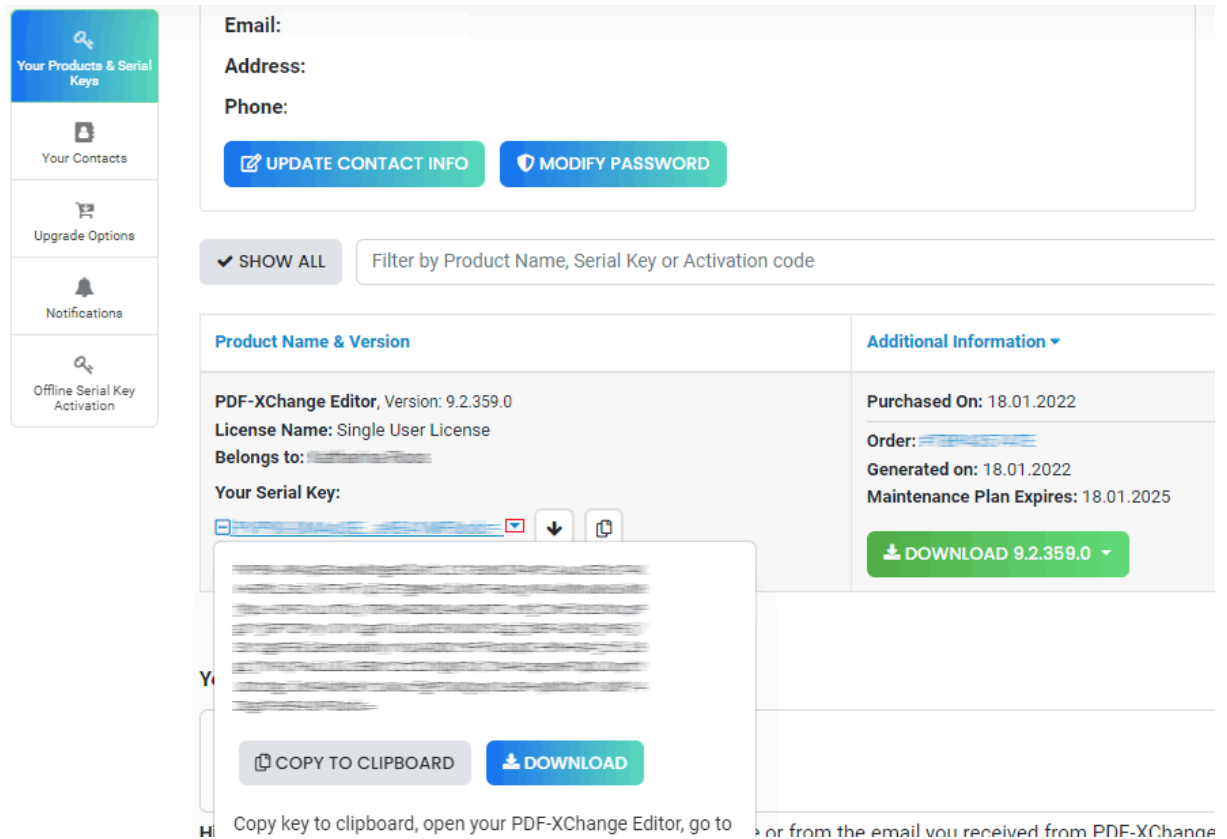 Your Products & Serial
Keys
Your Contacts
Upgrade Options
Notifications
Offline Serial Key
Activation
Email:
Address:
Phone:
UPDATE CONTACT INFO
MODIFY PASSWORD
SHOW ALL
Filter by Product Name, Serial Key or Activation code
Product Name & Version
Additional Information
PDF-XChange Editor, Version: 9.2.359.0
License Name: Single User License
Belongs to:
Your Serial Key:
Purchased On: 18.01.2022
Order:
Generated on: 18.01.2022
Maintenance Plan Expires: 18.01.2025
DOWNLOAD 9.2.359.0
COPY TO CLIPBOARD
DOWNLOAD
Copy key to clipboard, open your PDF-XChange Editor, go to
or from the email you received from PDF-XChange